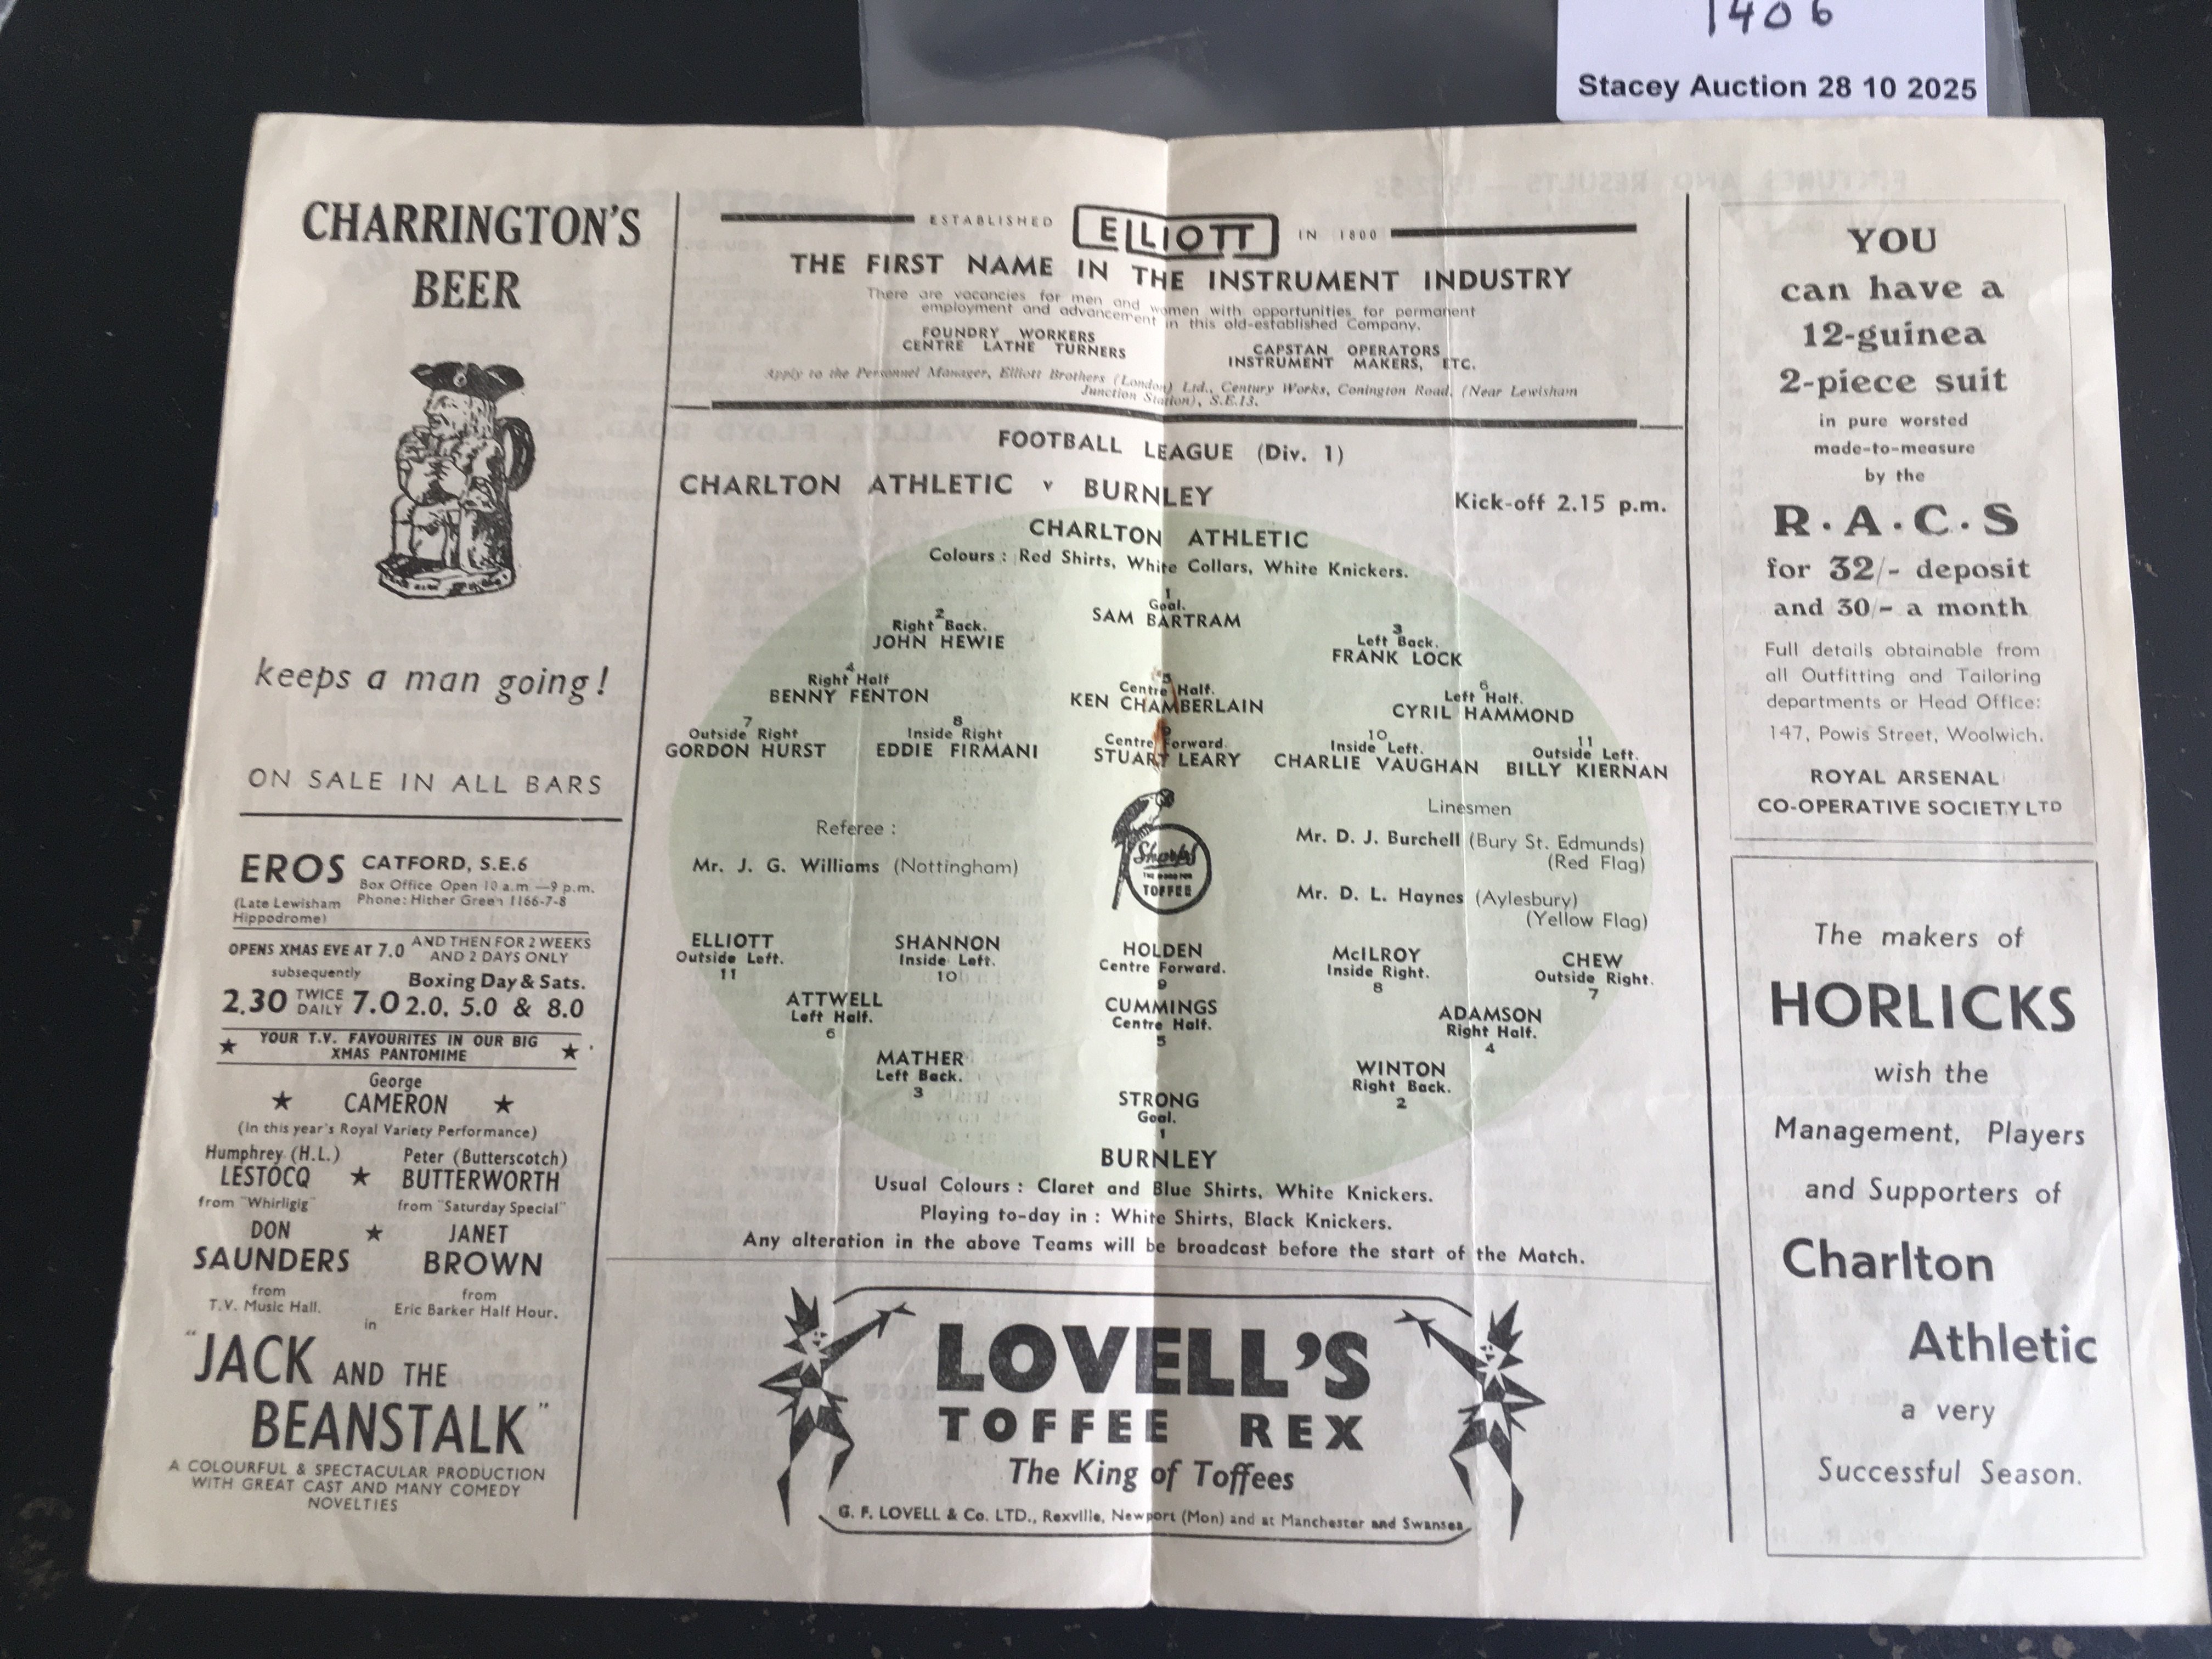 1406
Stacey Auction 28 10 2025
CHARRINGTON'S
BEER
keeps a man going!
ON SALE IN ALL BARS
EROS CATFORD, S.E.6
Box Office Open 10 a.m.—9 p.m.
(Late Lewisham Phone: Hither Green 1166-7-8
Hippodrome)
OPENS XMAS EVE AT 7.0 AND THEN FOR 2 WEEKS
AND 2 DAYS ONLY
subsequently Boxing Day & Sats.
2.30 TWICE DAILY 7.0 2.0, 5.0 & 8.0
★ YOUR T.V. FAVOURITES IN OUR BIG ★
XMAS PANTOMIME
George
★ CAMERON ★
(In this year's Royal Variety Performance)
Humphrey (H.L.) Peter (Butterscotch)
LESTOCQ ★ BUTTERWORTH
from "Whirligig" from "Saturday Special"
DON ★ JANET
SAUNDERS BROWN
from from
T.V. Music Hall. Eric Barker Half Hour.
in
"JACK AND THE
BEANSTALK"
A COLOURFUL & SPECTACULAR PRODUCTION
WITH GREAT CAST AND MANY COMEDY
NOVELTIES
ESTABLISHED ELLIOTT IN 1800
THE FIRST NAME IN THE INSTRUMENT INDUSTRY
There are vacancies for men and women with opportunities for permanent
employment and advancement in this old-established Company.
FOUNDRY WORKERS CAPSTAN OPERATORS
CENTRE LATHE TURNERS INSTRUMENT MAKERS, ETC.
Apply to the Personnel Manager, Elliott Brothers (London) Ltd., Century Works, Conington Road, (Near Lewisham
Junction Station), S.E.13.
FOOTBALL LEAGUE (Div. 1)
CHARLTON ATHLETIC v BURNLEY Kick-off 2.15 p.m.
CHARLTON ATHLETIC
Colours : Red Shirts, White Collars, White Knickers.
1
Goal.
SAM BARTRAM
2 3
Right Back. Left Back.
JOHN HEWIE FRANK LOCK
4 5 6
Right Half Centre Half. Left Half.
BENNY FENTON KEN CHAMBERLAIN CYRIL HAMMOND
7 8 9 10 11
Outside Right Inside Right Centre Forward. Inside Left. Outside Left.
GORDON HURST EDDIE FIRMANI STUART LEARY CHARLIE VAUGHAN BILLY KIERNAN
Referee : Linesmen
Mr. J. G. Williams (Nottingham) Mr. D. J. Burchell (Bury St. Edmunds)
(Red Flag)
Sharps
THE WORD FOR
TOFFEE
Mr. D. L. Haynes (Aylesbury)
(Yellow Flag)
ELLIOTT SHANNON HOLDEN McILROY CHEW
Outside Left. Inside Left. Centre Forward. Inside Right. Outside Right.
11 10 9 8 7
ATTWELL CUMMINGS ADAMSON
Left Half. Centre Half. Right Half.
6 5 4
MATHER WINTON
Left Back. Right Back.
3 2
STRONG
Goal.
1
BURNLEY
Usual Colours : Claret and Blue Shirts, White Knickers.
Playing to-day in : White Shirts, Black Knickers.
Any alteration in the above Teams will be broadcast before the start of the Match.
LOVELL'S
TOFFEE REX
The King of Toffees
G. F. LOVELL & Co. LTD., Rexville, Newport (Mon) and at Manchester and Swansea
YOU
can have a
12-guinea
2-piece suit
in pure worsted
made-to-measure
by the
R.A.C.S
for 32/- deposit
and 30/- a month
Full details obtainable from
all Outfitting and Tailoring
departments or Head Office:
147, Powis Street, Woolwich.
ROYAL ARSENAL
CO-OPERATIVE SOCIETY LTD
The makers of
HORLICKS
wish the
Management, Players
and Supporters of
Charlton
Athletic
a very
Successful Season.